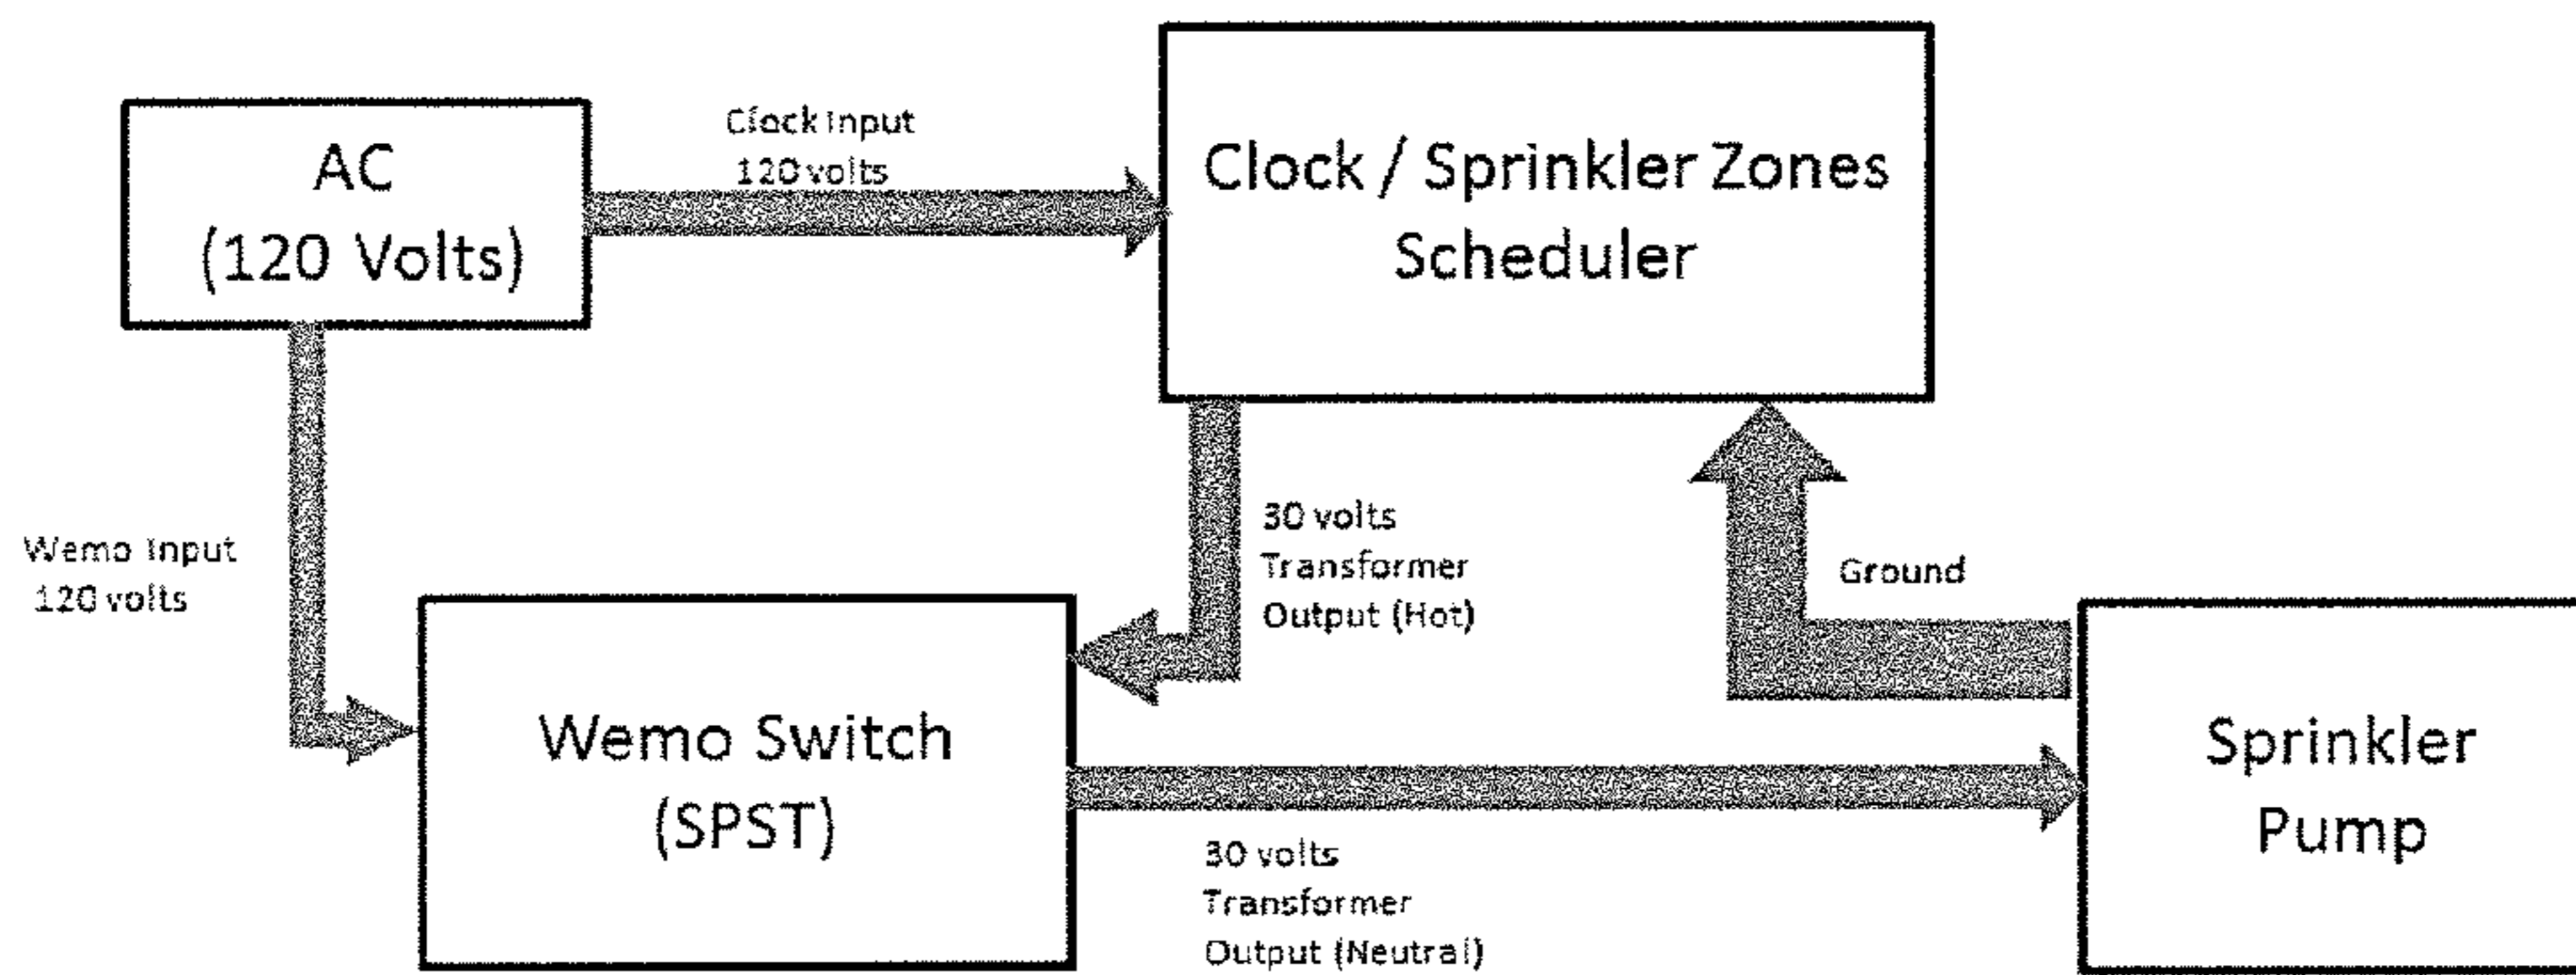 AC
(120 Volts)
Clock Input
120 volts
Clock / Sprinkler Zones
Scheduler
Wemo Input
120 volts
30 volts
Transformer
Output (Hot)
Ground
Wemo Switch
(SPST)
30 volts
Transformer
Output (Neutral)
Sprinkler
Pump